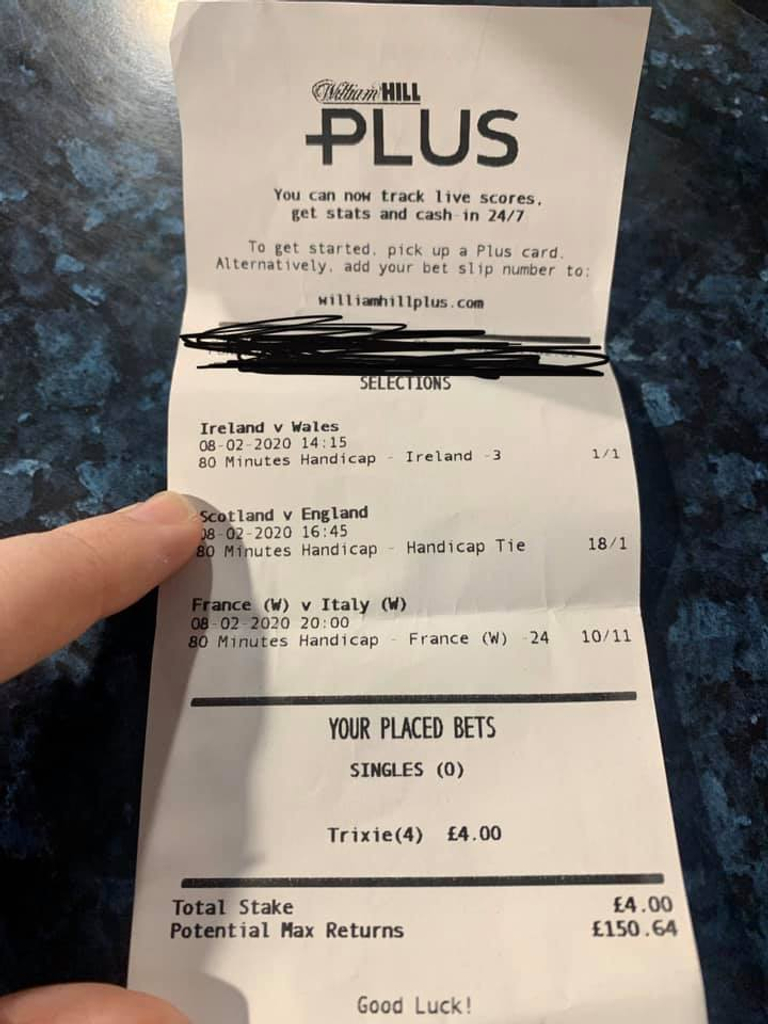 William HILL
PLUS
You can now track live scores,
get stats and cash-in 24/7
To get started, pick up a Plus card.
Alternatively, add your bet slip number to:
williamhillplus.com
SELECTIONS
Ireland v Wales
08-02-2020 14:15
80 Minutes Handicap - Ireland -3 1/1
Scotland v England
08-02-2020 16:45
80 Minutes Handicap - Handicap Tie 18/1
France (W) v Italy (W)
08-02-2020 20:00
80 Minutes Handicap - France (W) -24 10/11
YOUR PLACED BETS
SINGLES (0)
Trixie(4) £4.00
Total Stake £4.00
Potential Max Returns £150.64
Good Luck!